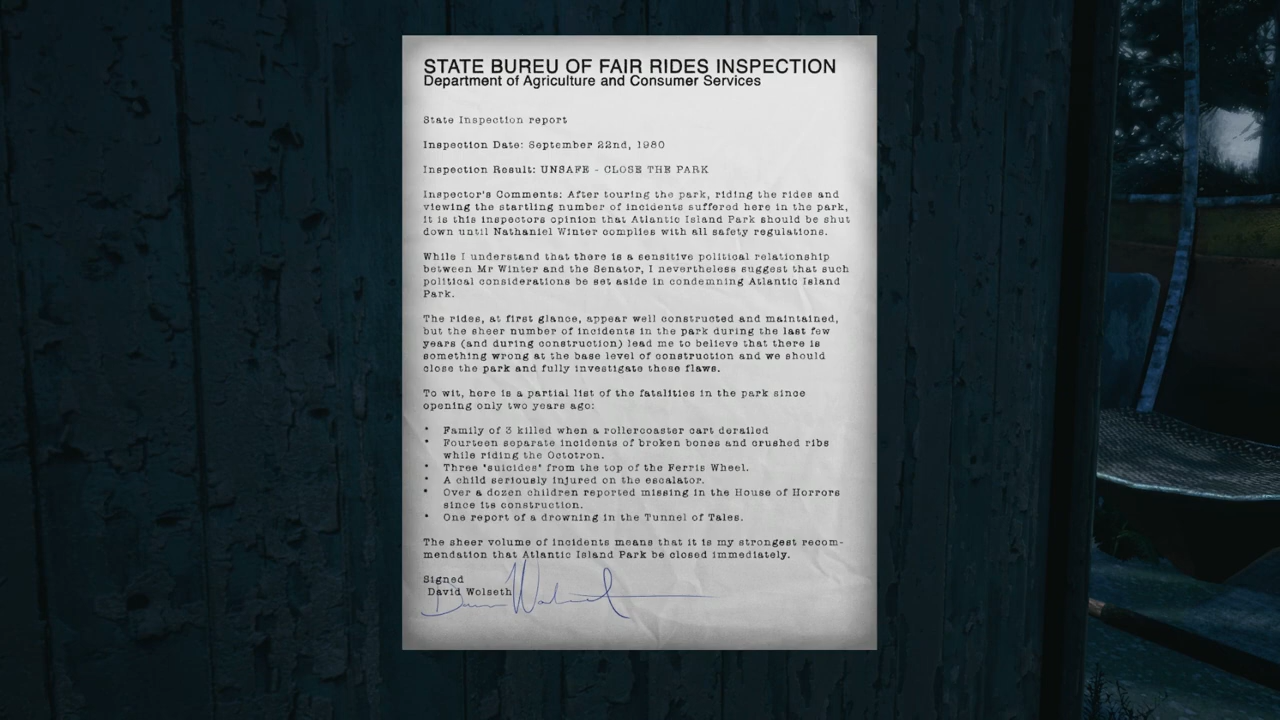 STATE BUREU OF FAIR RIDES INSPECTION
Department of Agriculture and Consumer Services
State Inspection report
Inspection Date: September 22nd, 1980
Inspection Result: UNSAFE - CLOSE THE PARK
Inspector's Comments: After touring the park, riding the rides and
viewing the startling number of incidents suffered here in the park,
it is this inspectors opinion that Atlantic Island Park should be shut
down until Nathaniel Winter complies with all safety regulations.
While I understand that there is a sensitive political relationship
between Mr Winter and the Senator, I nevertheless suggest that such
political considerations be set aside in condemning Atlantic Island
Park.
The rides, at first glance, appear well constructed and maintained,
but the sheer number of incidents in the park during the last few
years (and during construction) lead me to believe that there is
something wrong at the base level of construction and we should
close the park and fully investigate these flaws.
To wit, here is a partial list of the fatalities in the park since
opening only two years ago:
* Family of 3 killed when a rollercoaster cart derailed
* Fourteen separate incidents of broken bones and crushed ribs
while riding the Octotron.
* Three 'suicides' from the top of the Ferris Wheel.
* A child seriously injured on the escalator.
* Over a dozen children reported missing in the House of Horrors
since its construction.
* One report of a drowning in the Tunnel of Tales.
The sheer volume of incidents means that it is my strongest recom-
mendation that Atlantic Island Park be closed immediately.
Signed
David Wolseth